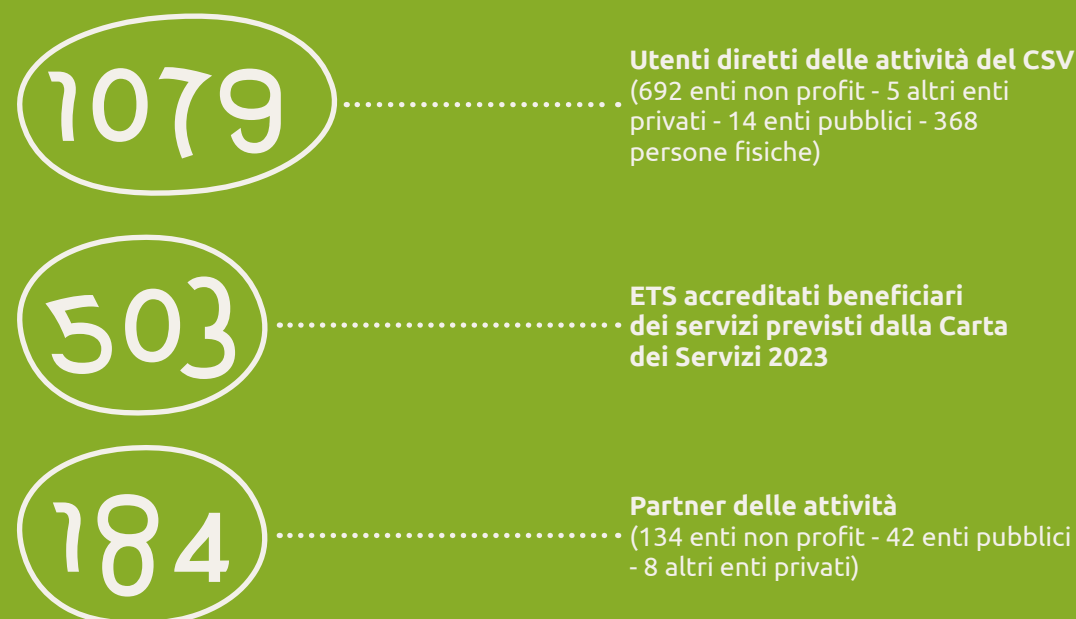 1079
Utenti diretti delle attività del CSV
(692 enti non profit - 5 altri enti
privati - 14 enti pubblici - 368
persone fisiche)
503
ETS accreditati beneficiari
dei servizi previsti dalla Carta
dei Servizi 2023
184
Partner delle attività
(134 enti non profit - 42 enti pubblici
- 8 altri enti privati)